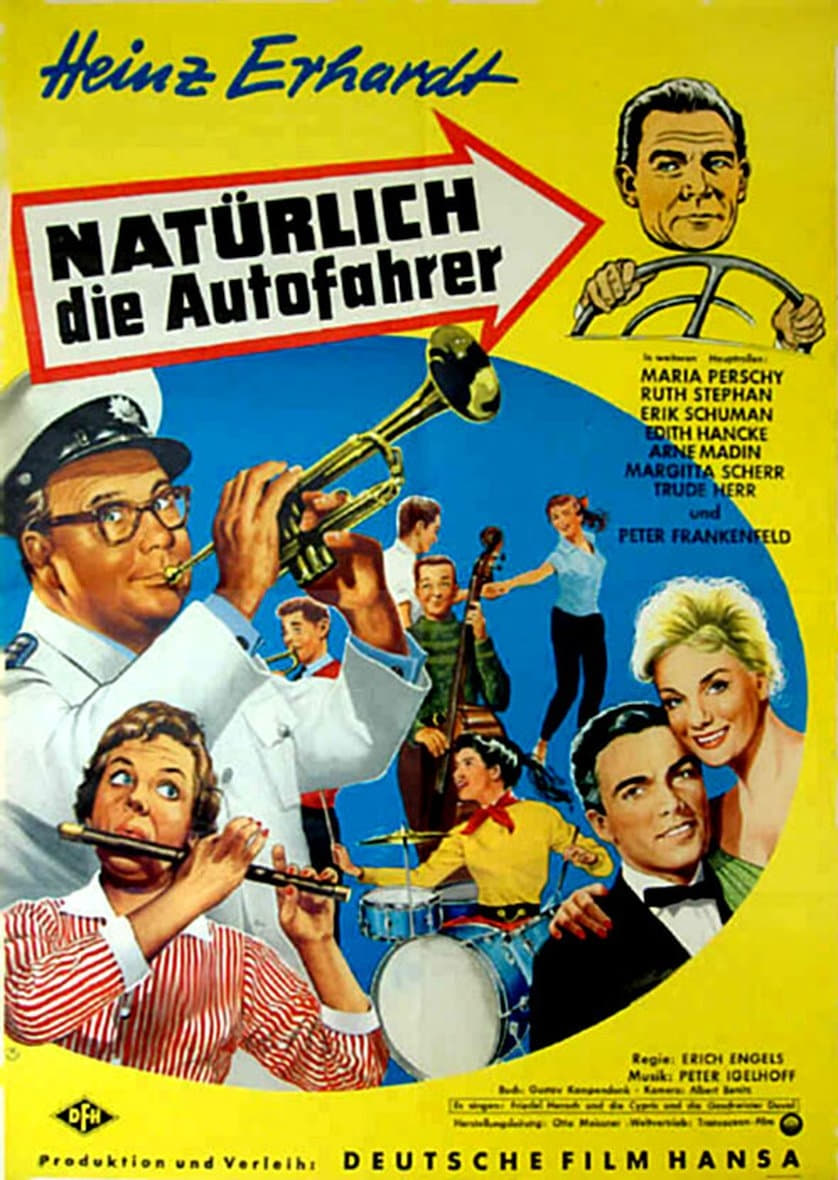 Heinz Erhardt
NATÜRLICH
die Autofahrer
In weiteren Hauptrollen:
MARIA PERSCHY
RUTH STEPHAN
ERIK SCHUMAN
EDITH HANCKE
ARNE MADIN
MARGITTA SCHERR
TRUDE HERR
und
PETER FRANKENFELD
Regie: ERICH ENGELS
Musik: PETER IGELHOFF
Buch: Gustav Kampendonk - Kamera: Albert Benitz
Es singen: Friedel Hensch und die Cyprys und die Geschwister
Herstellungsleitung: Otto Meissner Weltvertrieb: Transocean-Film
DFH
Produktion und Verleih: DEUTSCHE FILM HANSA